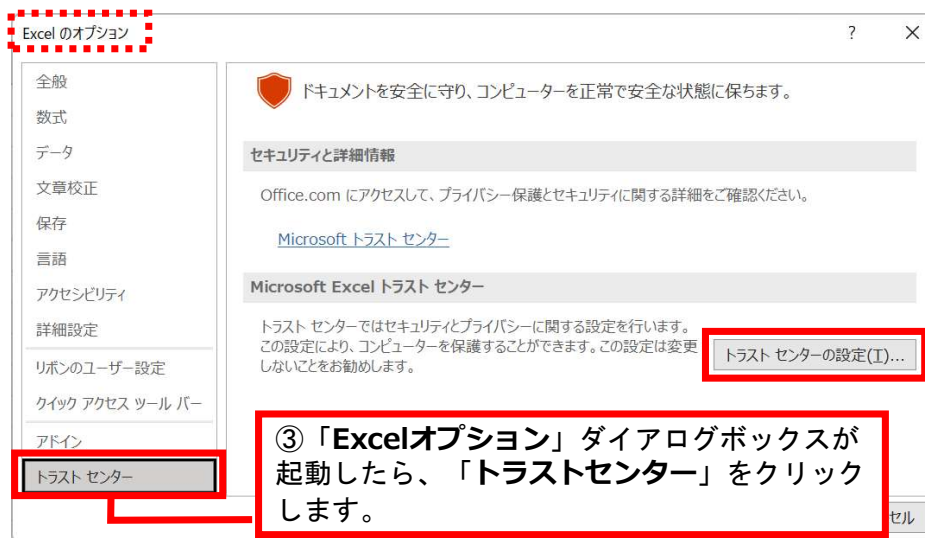 Excel のオプション
?
全般
数式
データ
文章校正
保存
言語
アクセシビリティ
詳細設定
リボンのユーザー設定
クイック アクセス ツール バー
アドイン
トラスト センター
ドキュメントを安全に守り、コンピューターを正常で安全な状態に保ちます。
セキュリティと詳細情報
Office.com にアクセスして、プライバシー保護とセキュリティに関する詳細をご確認ください。
Microsoft トラスト センター
Microsoft Excel トラスト センター
トラスト センターではセキュリティとプライバシーに関する設定を行います。
この設定により、コンピューターを保護することができます。この設定は変更
しないことをお勧めします。
トラスト センターの設定(T)...
③「Excelオプション」ダイアログボックスが
起動したら、「トラストセンター」をクリック
します。
セル